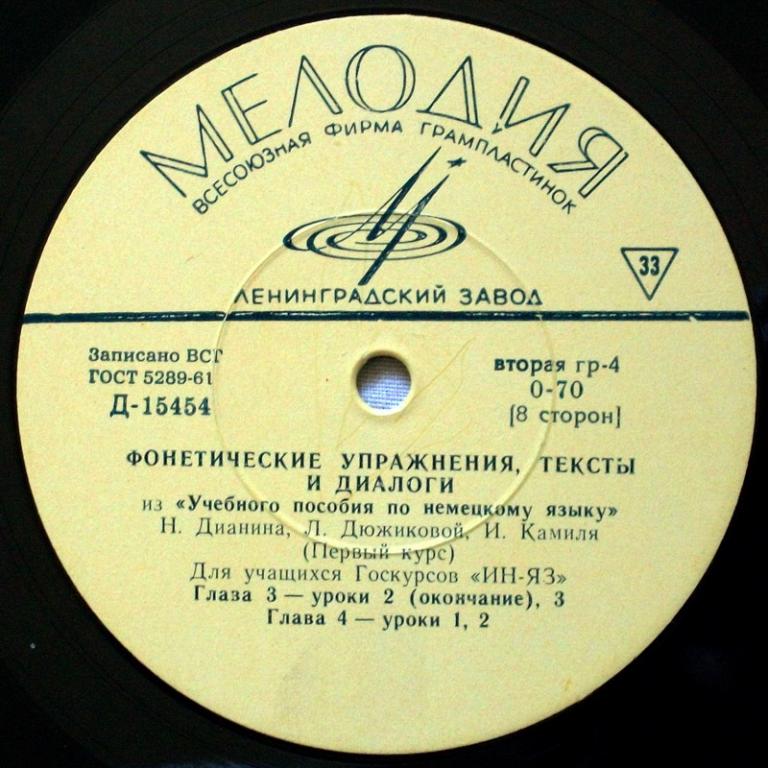 МЕЛОДИЯ
ВСЕСОЮЗНАЯ ФИРМА ГРАМПЛАСТИНОК
33
ЛЕНИНГРАДСКИЙ ЗАВОД
Записано ВСГ
ГОСТ 5289-61
Д-15454
вторая гр-4
0-70
[8 сторон]
ФОНЕТИЧЕСКИЕ УПРАЖНЕНИЯ, ТЕКСТЫ
И ДИАЛОГИ
из «Учебного пособия по немецкому языку»
Н. Дианина, Л. Дюжиковой, И. Камиля
(Первый курс)
Для учащихся Госкурсов «ИН-ЯЗ»
Глаза 3 — уроки 2 (окончание), 3
Глава 4 — уроки 1, 2